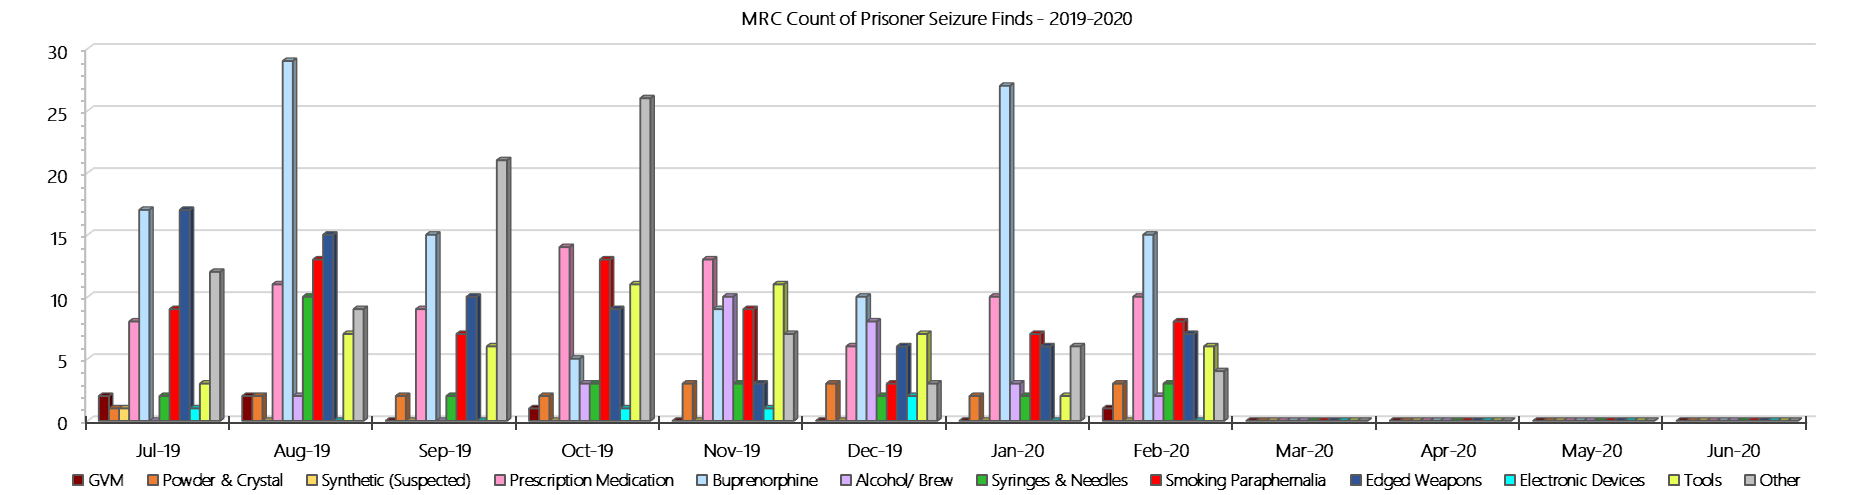 MRC Count of Prisoner Seizure Finds - 2019-2020
30
25
20
15
10
5
0
Jul-19 Aug-19 Sep-19 Oct-19 Nov-19 Dec-19 Jan-20 Feb-20 Mar-20 Apr-20 May-20 Jun-20
GVM Powder & Crystal Synthetic (Suspected) Prescription Medication Buprenorphine Alcohol/ Brew Syringes & Needles Smoking Paraphernalia Edged Weapons Electronic Devices Tools Other